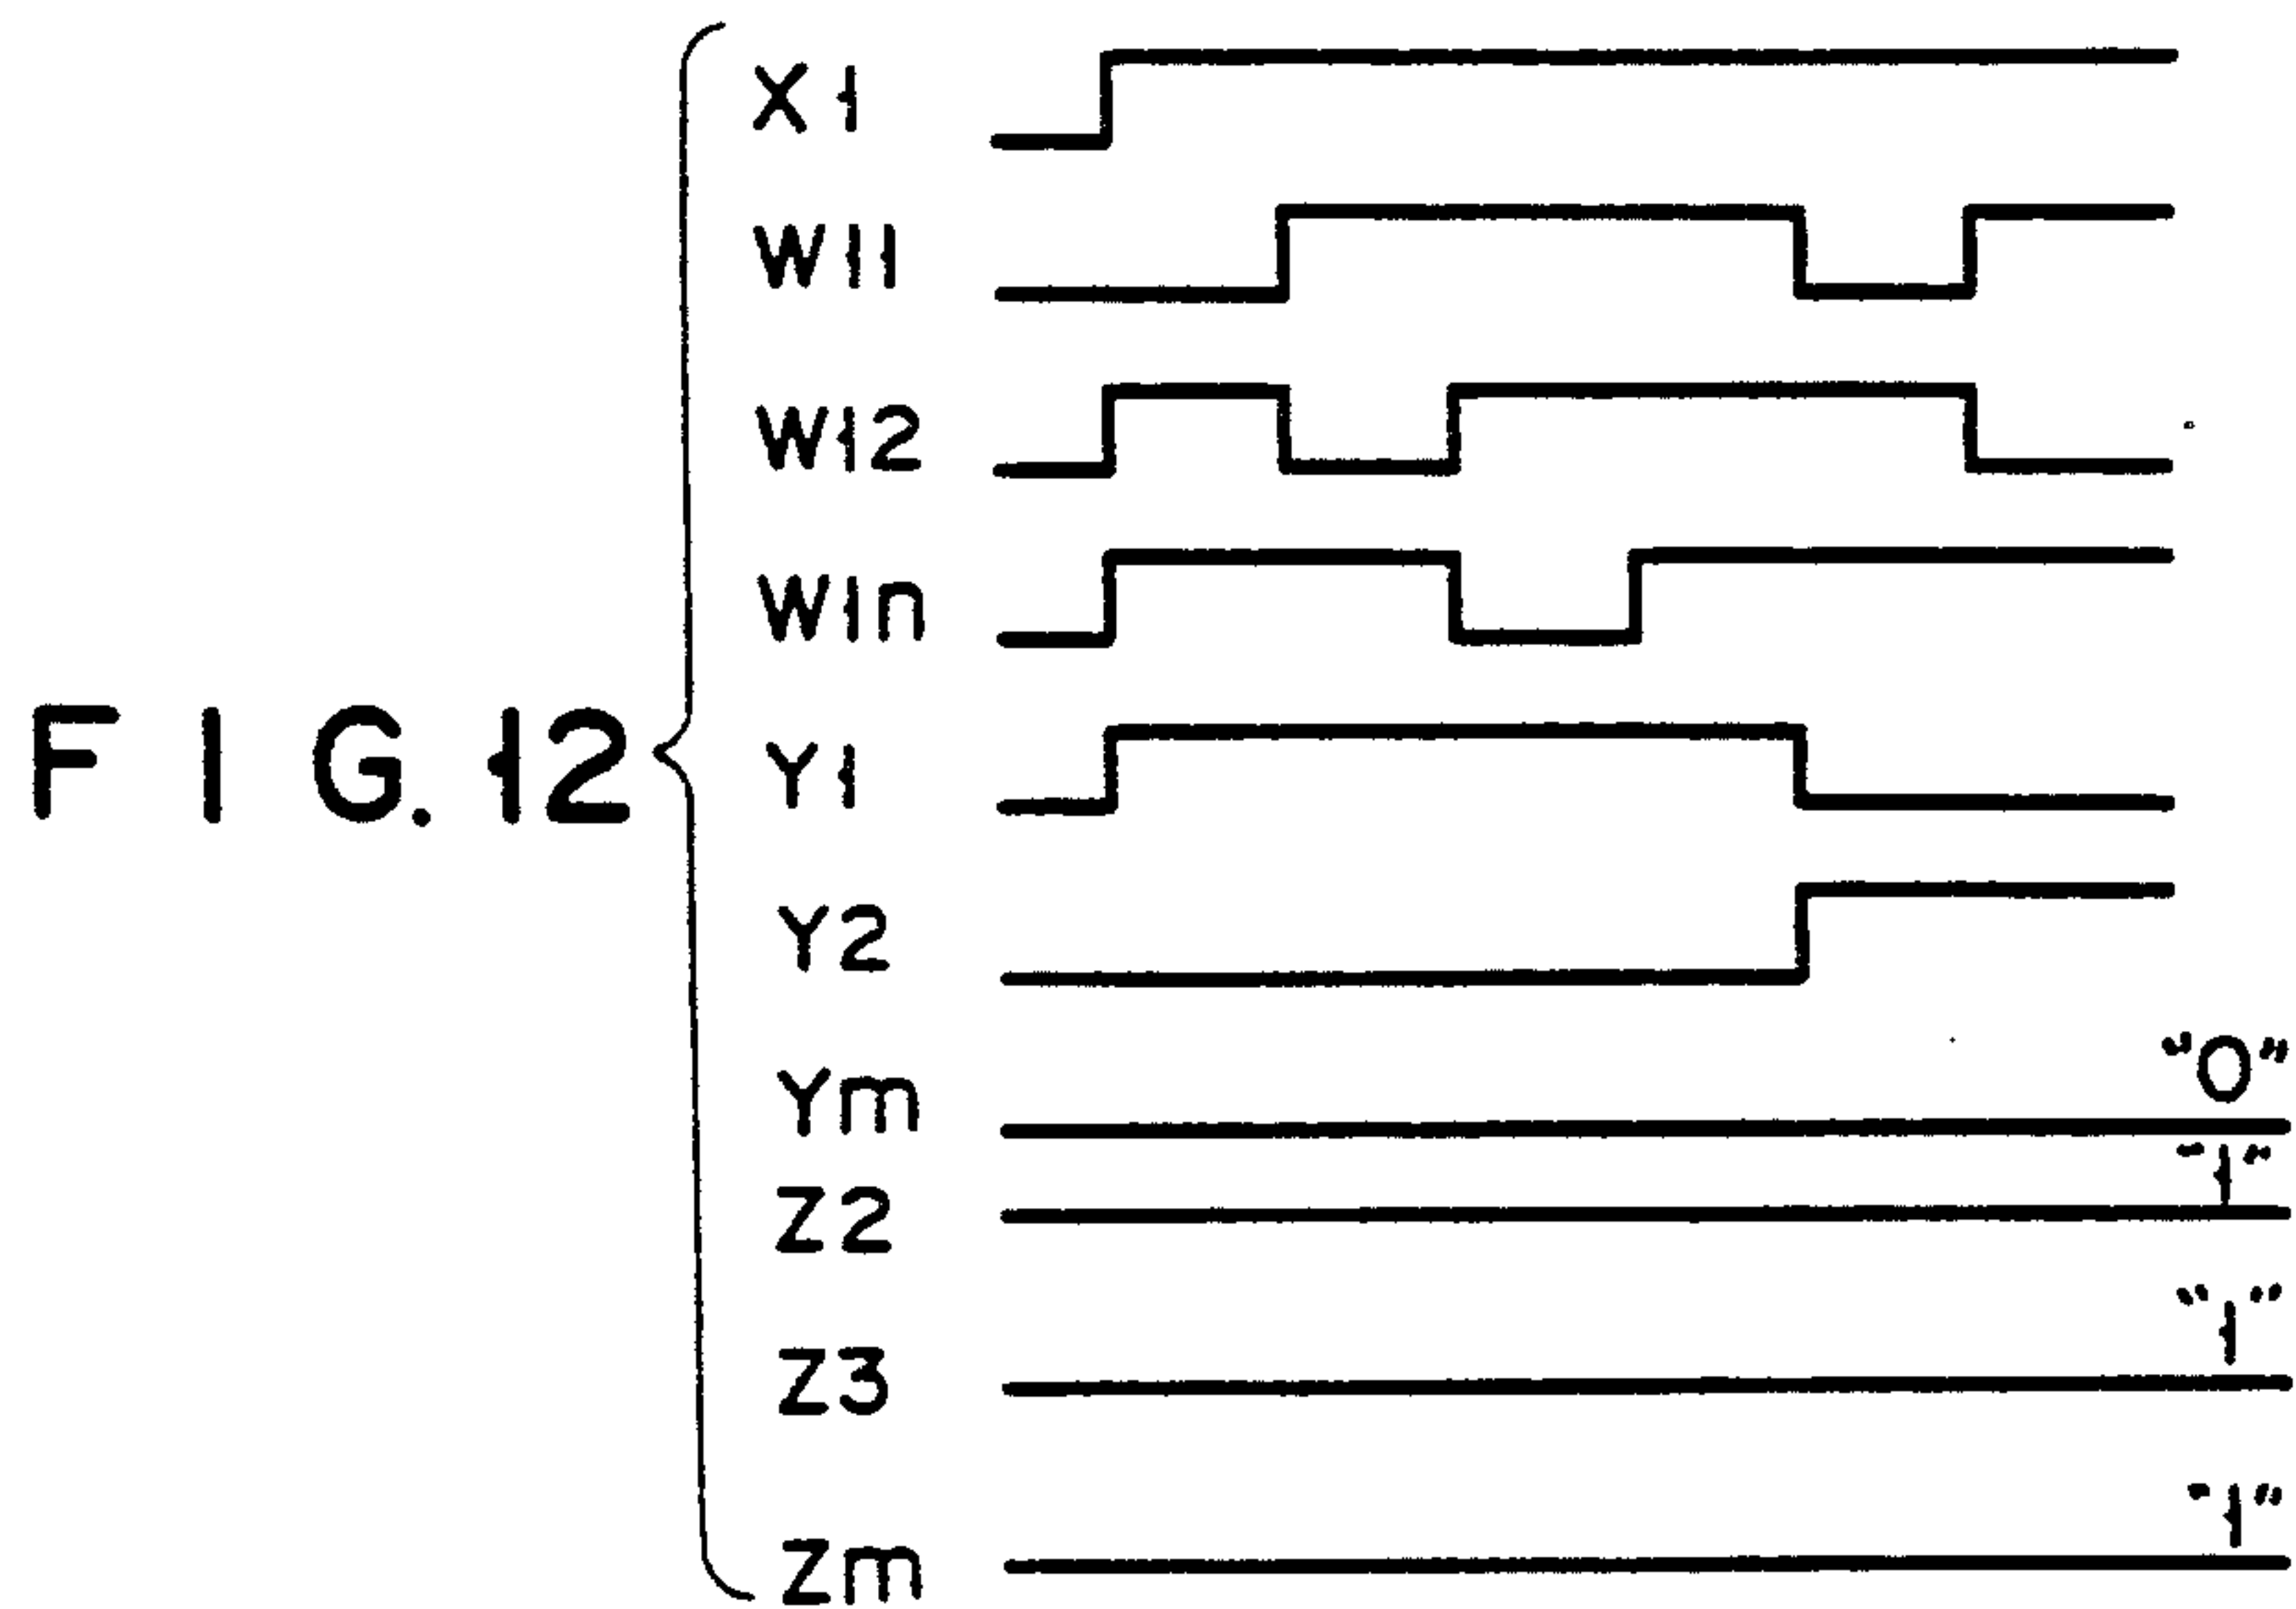 X1
W11
W12
W1n
FIG.12
Y1
Y2
Ym "0"
Z2 "1"
Z3 "1"
Zm "1"